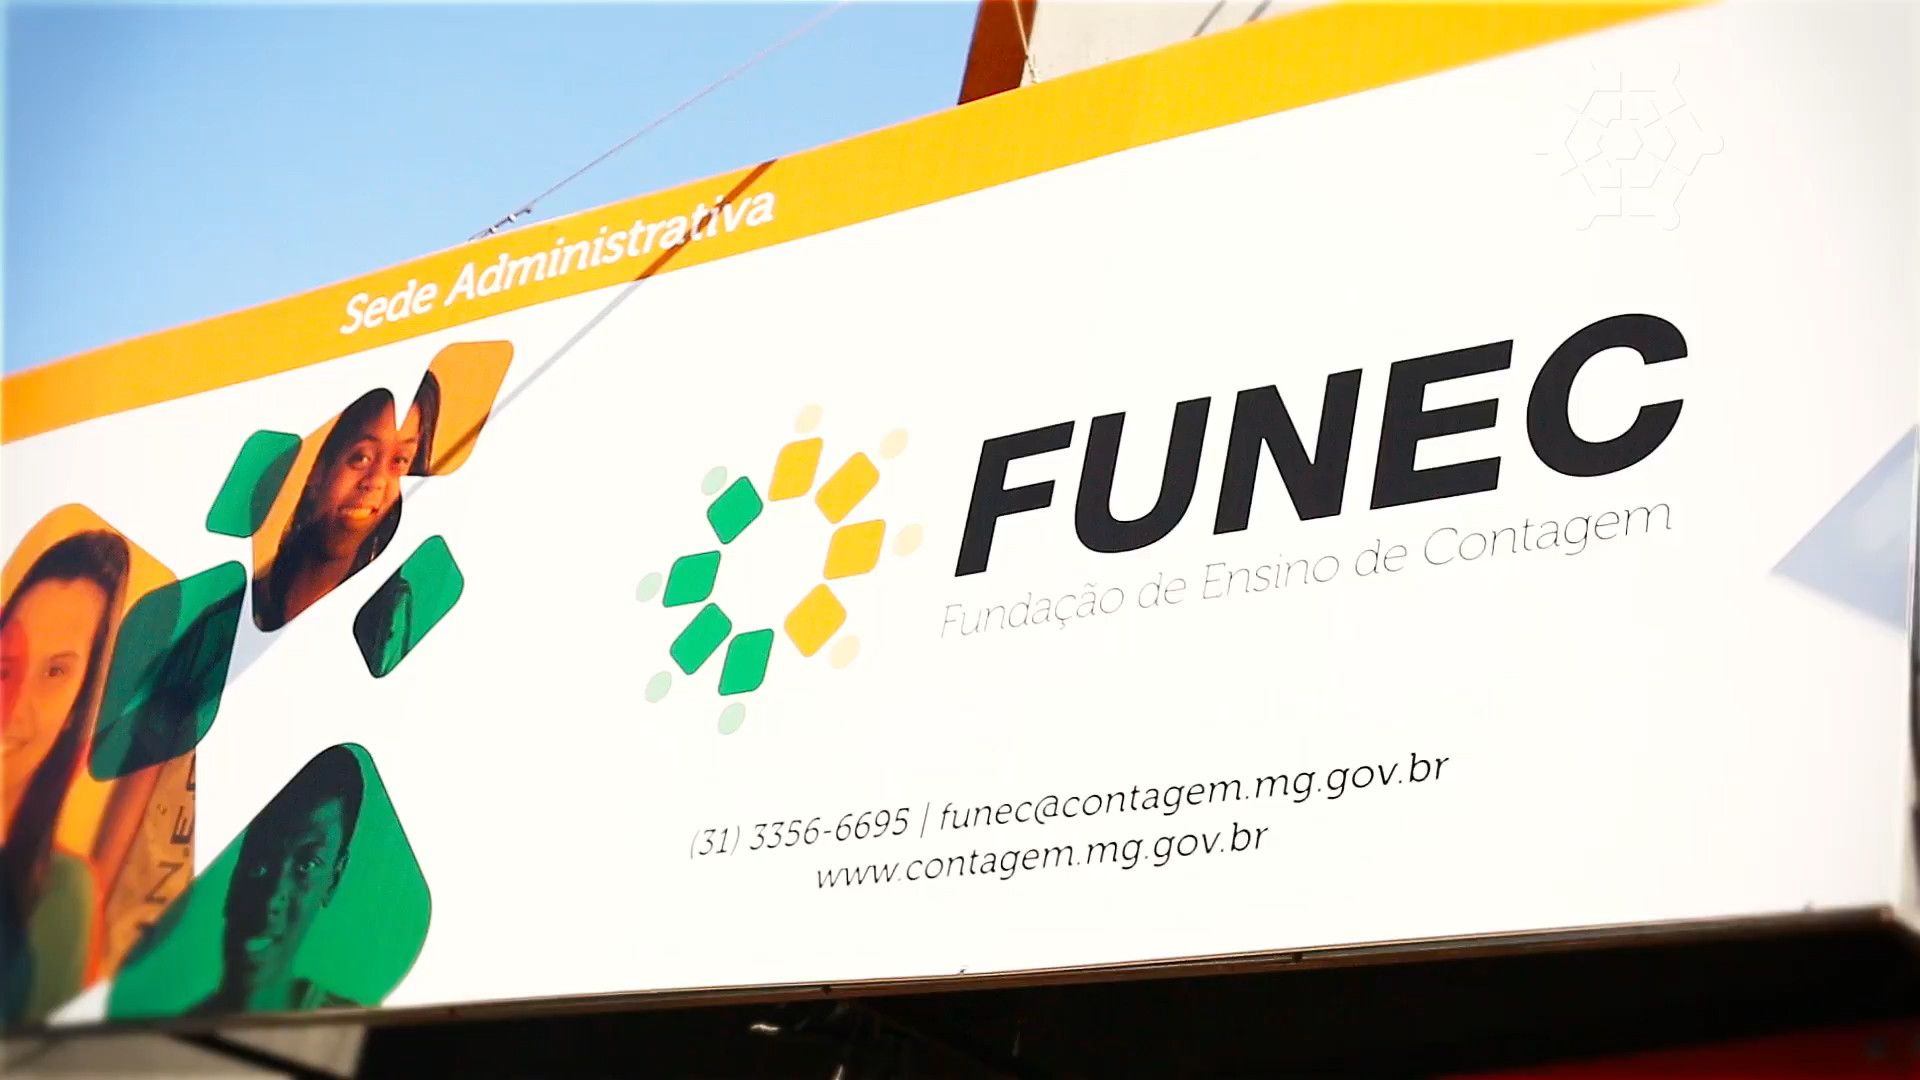 Sede Administrativa
FUNEC
Fundação de Ensino de Contagem
(31) 3356-6695 | funec@contagem.mg.gov.br
www.contagem.mg.gov.br